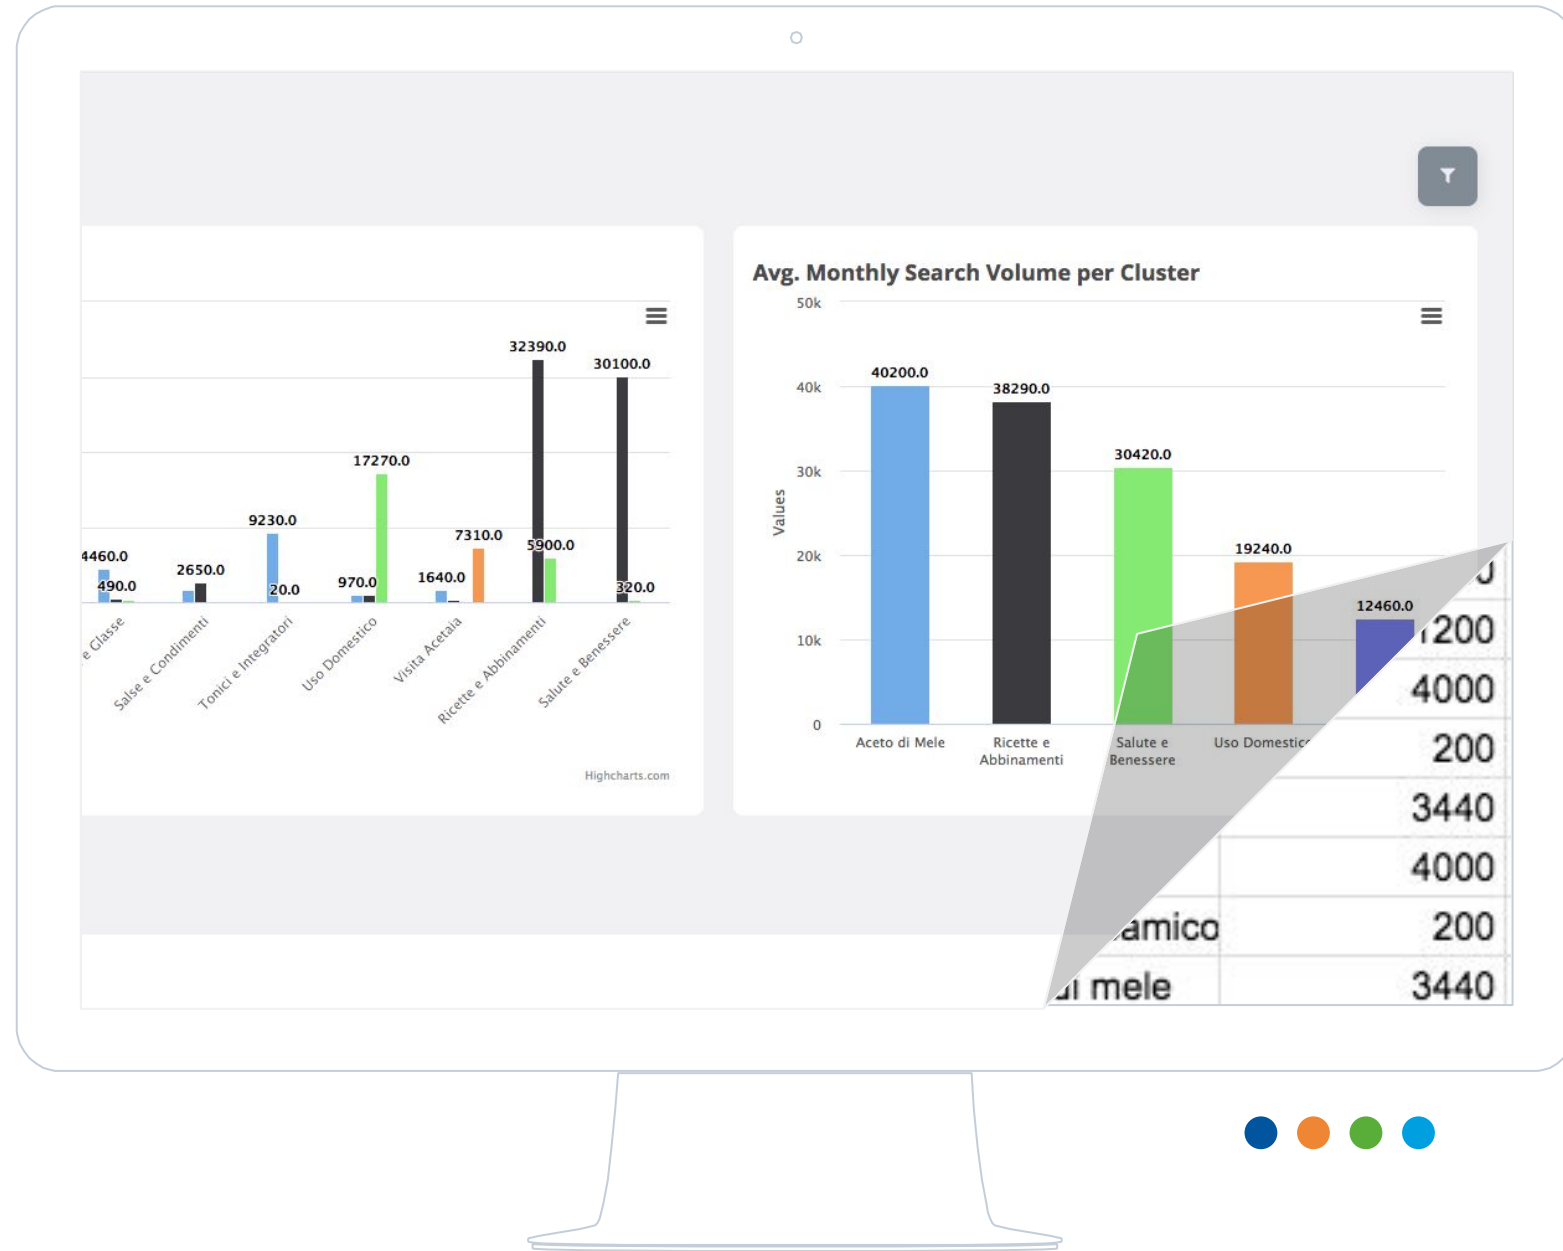 32390.0
30100.0
17270.0
9230.0
7310.0
5900.0
4460.0
490.0
2650.0
20.0
970.0
1640.0
320.0
e Glasse
Salse e Condimenti
Tonici e Integratori
Uso Domestico
Visita Acetaia
Ricette e Abbinamenti
Salute e Benessere
Highcharts.com
Avg. Monthly Search Volume per Cluster
50k
40k
30k
20k
10k
0
Values
40200.0
38290.0
30420.0
19240.0
12460.0
Aceto di Mele
Ricette e
Abbinamenti
Salute e
Benessere
Uso Domestico
1200
4000
200
3440
4000
amico
200
di mele
3440